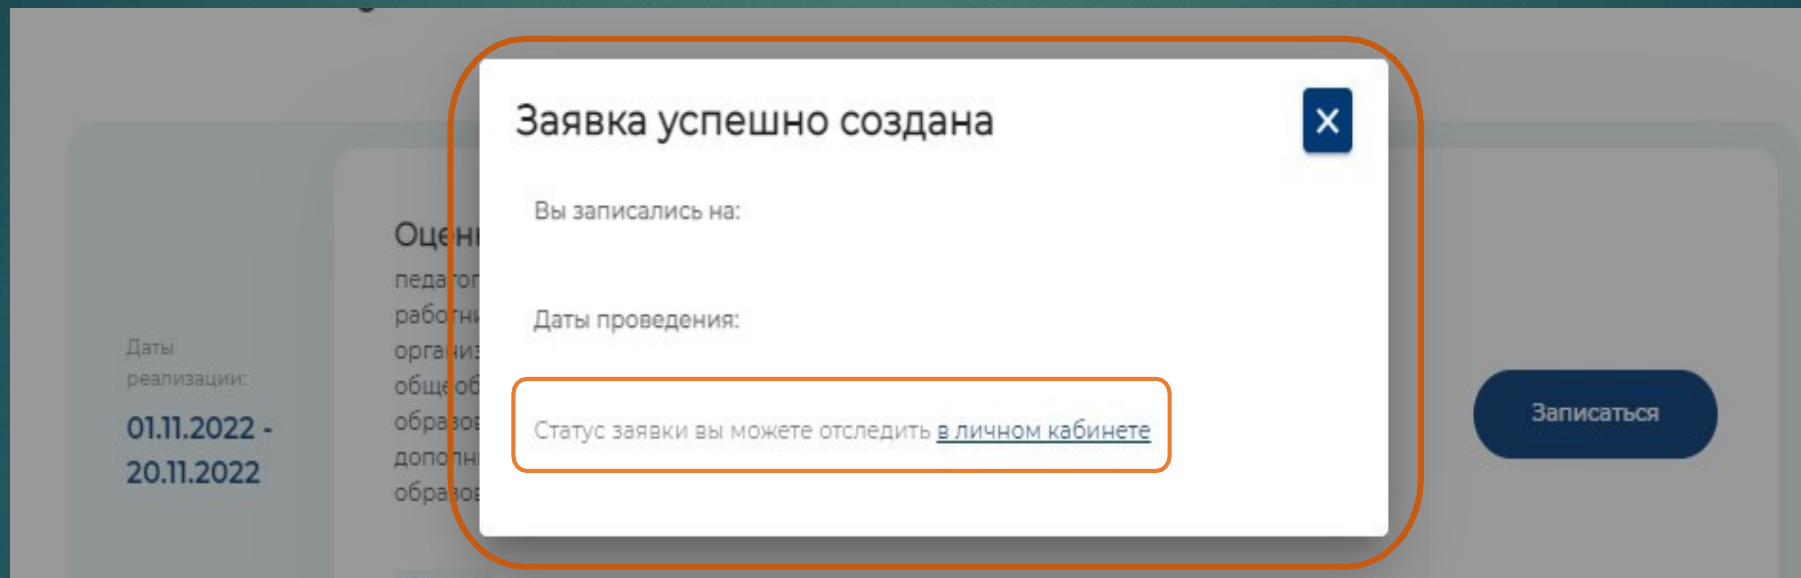 Заявка успешно создана
Вы записались на:
Даты проведения:
Статус заявки вы можете отследить в личном кабинете
Даты
реализации:
01.11.2022 -
20.11.2022
Записаться